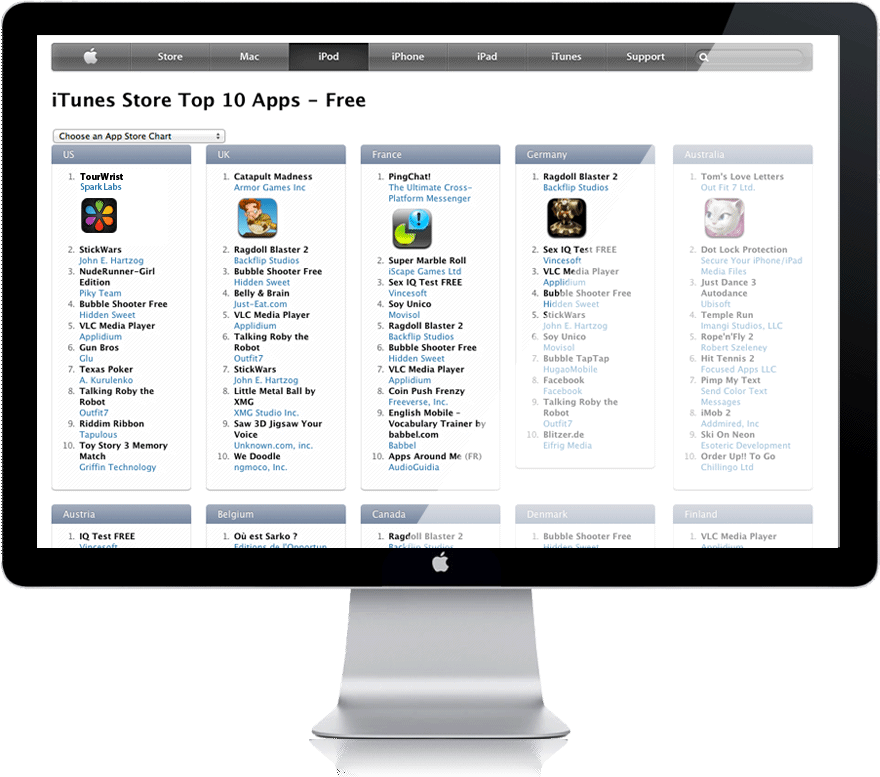 Store Mac iPod iPhone iPad iTunes Support
iTunes Store Top 10 Apps – Free
Choose an App Store Chart
US
1. TourWrist
Spark Labs
2. StickWars
John E. Hartzog
3. NudeRunner-Girl
Edition
Piky Team
4. Bubble Shooter Free
Hidden Sweet
5. VLC Media Player
Applidium
6. Gun Bros
Glu
7. Texas Poker
A. Kurulenko
8. Talking Roby the
Robot
Outfit7
9. Riddim Ribbon
Tapulous
10. Toy Story 3 Memory
Match
Griffin Technology
UK
1. Catapult Madness
Armor Games Inc
2. Ragdoll Blaster 2
Backflip Studios
3. Bubble Shooter Free
Hidden Sweet
4. Belly & Brain
Just-Eat.com
5. VLC Media Player
Applidium
6. Talking Roby the
Robot
Outfit7
7. StickWars
John E. Hartzog
8. Little Metal Ball by
XMG
XMG Studio Inc.
9. Saw 3D Jigsaw Your
Voice
Unknown.com, inc.
10. We Doodle
ngmoco, Inc.
France
1. PingChat!
The Ultimate Cross-
Platform Messenger
2. Super Marble Roll
iScape Games Ltd
3. Sex IQ Test FREE
Vincesoft
4. Soy Unico
Movisol
5. Ragdoll Blaster 2
Backflip Studios
6. Bubble Shooter Free
Hidden Sweet
7. VLC Media Player
Applidium
8. Coin Push Frenzy
Freeverse, Inc.
9. English Mobile –
Vocabulary Trainer by
babbel.com
Babbel
10. Apps Around Me (FR)
AudioGuidia
Germany
1. Ragdoll Blaster 2
Backflip Studios
2. Sex IQ Test FREE
Vincesoft
3. VLC Media Player
Applidium
4. Bubble Shooter Free
Hidden Sweet
5. StickWars
John E. Hartzog
6. Soy Unico
Movisol
7. Bubble TapTap
HugaoMobile
8. Facebook
Facebook
9. Talking Roby the
Robot
Outfit7
10. Blitzer.de
Eifrig Media
Australia
1. Tom's Love Letters
Out Fit 7 Ltd.
2. Dot Lock Protection
Secure Your iPhone/iPad
Media Files
3. Just Dance 3
Autodance
Ubisoft
4. Temple Run
Imangi Studios, LLC
5. Rope'n'Fly 2
Robert Szeleney
6. Hit Tennis 2
Focused Apps LLC
7. Pimp My Text
Send Color Text
Messages
8. iMob 2
Addmired, Inc.
9. Ski On Neon
Esoteric Development
10. Order Up!! To Go
Chillingo Ltd
Austria
1. IQ Test FREE
Vincesoft
Belgium
1. Où est Sarko ?
Editions de l'Opportun
Canada
1. Ragdoll Blaster 2
Backflip Studios
Denmark
1. Bubble Shooter Free
Hidden Sweet
Finland
1. VLC Media Player
Applidium